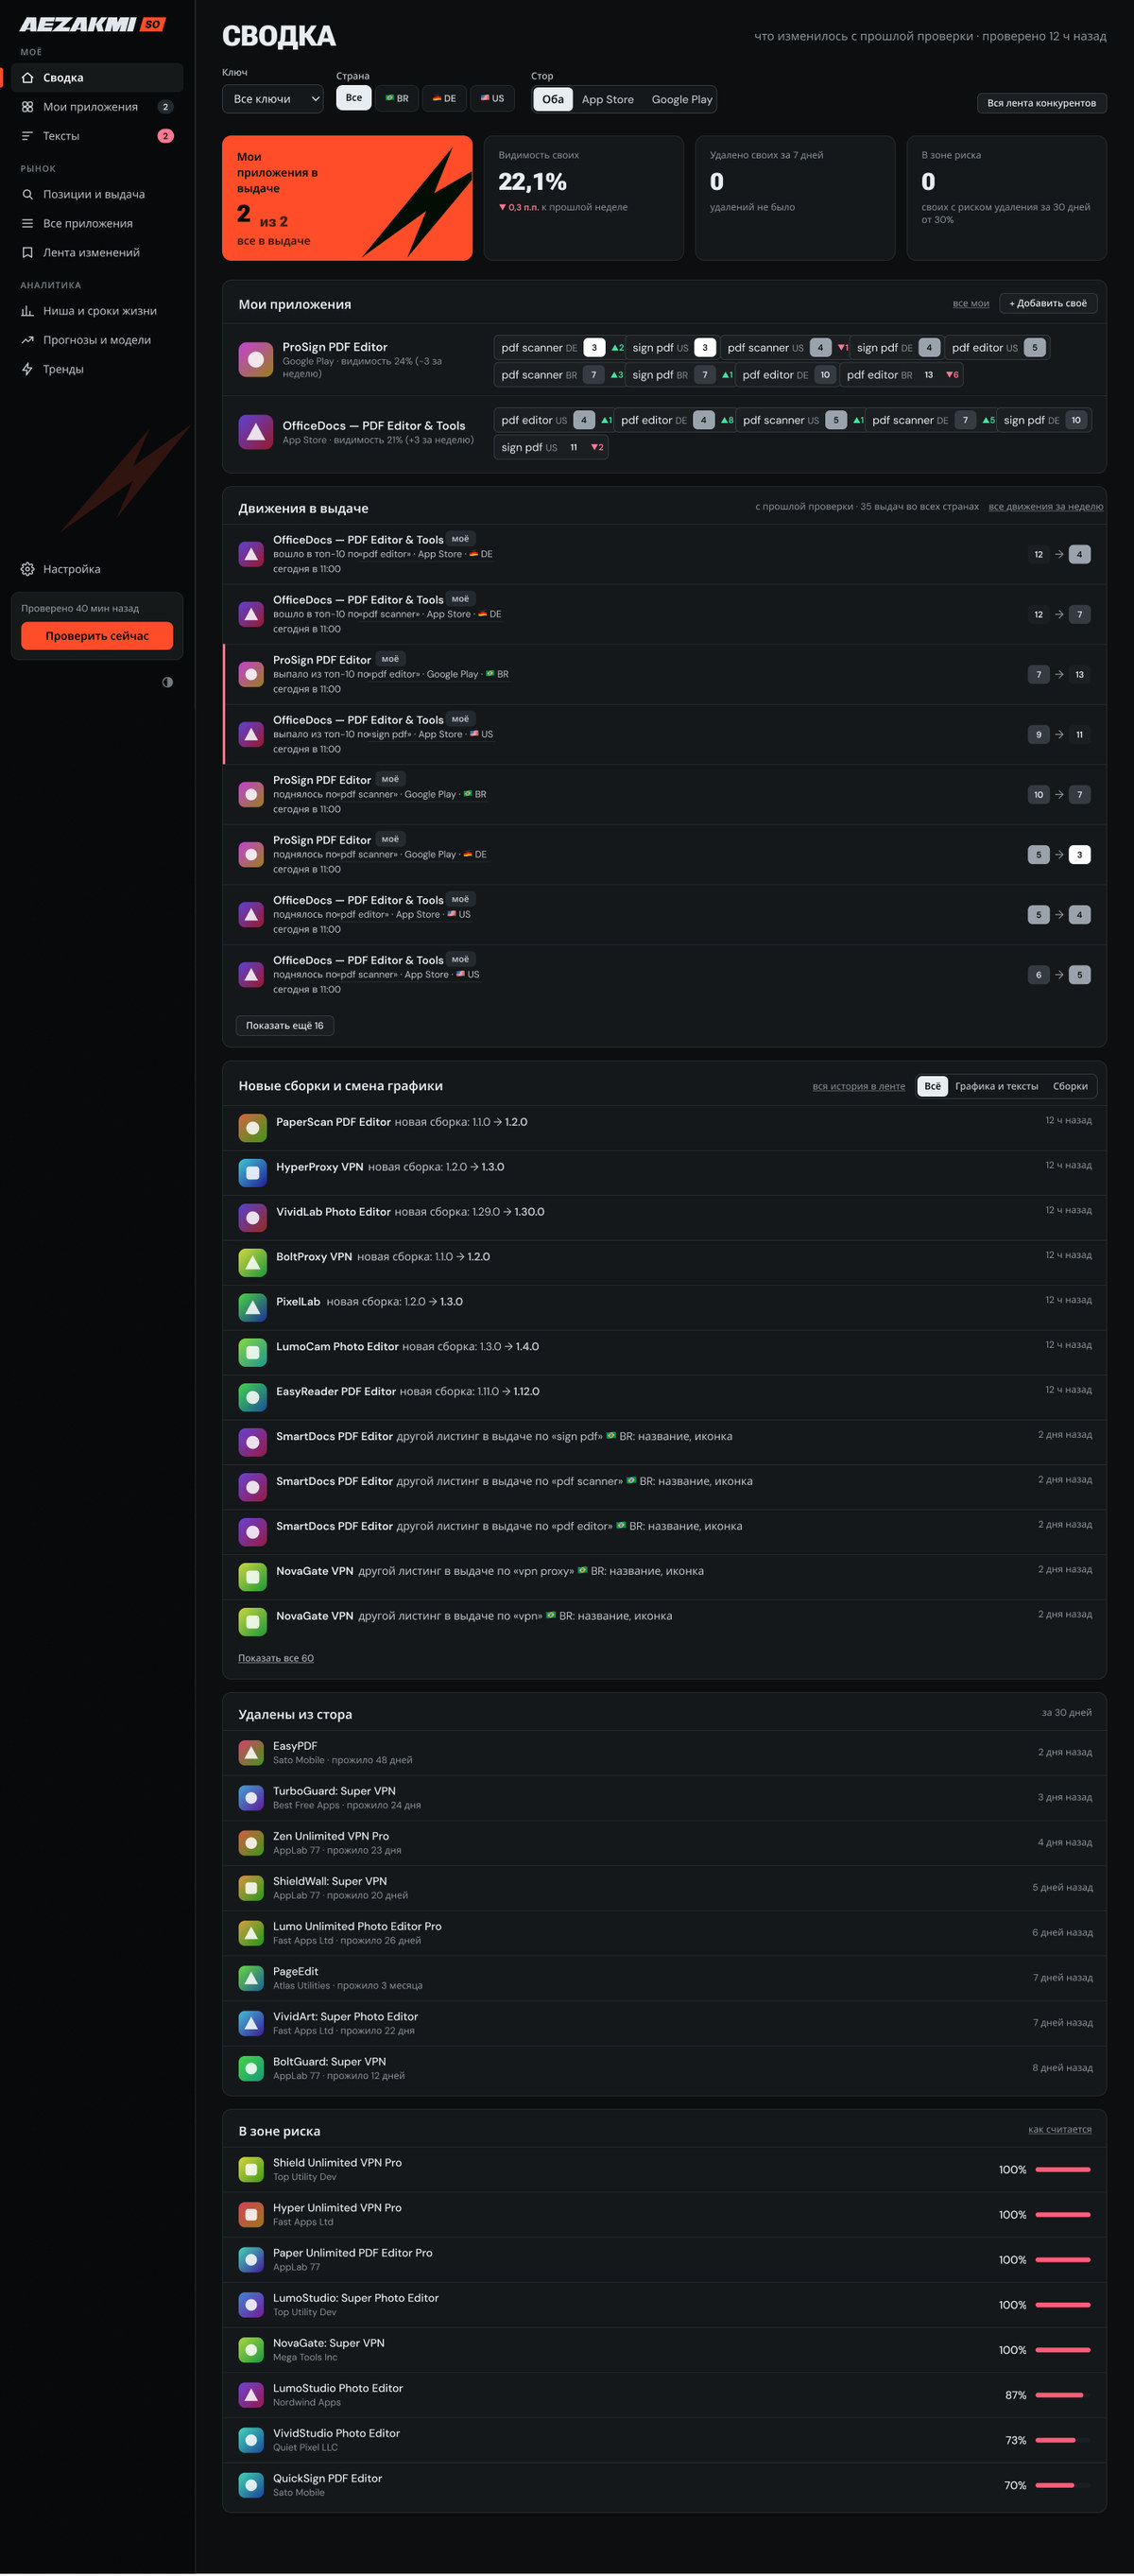 AEZAKMI SO
МОЁ
Сводка
Мои приложения 2
Тексты 2
РЫНОК
Позиции и выдача
Все приложения
Лента изменений
АНАЛИТИКА
Ниша и сроки жизни
Прогнозы и модели
Тренды
Настройка
Проверено 40 мин назад
Проверить сейчас
СВОДКА
что изменилось с прошлой проверки · проверено 12 ч назад
Ключ
Все ключи
Страна
Все BR DE US
Стор
Оба App Store Google Play
Вся лента конкурентов
Мои
приложения в
выдаче
2 из 2
все в выдаче
Видимость своих
22,1%
▼ 0,3 п.п. к прошлой неделе
Удалено своих за 7 дней
0
удалений не было
В зоне риска
0
своих с риском удаления за 30 дней
от 30%
Мои приложения
все мои
+ Добавить своё
ProSign PDF Editor
Google Play · видимость 24% (−3 за
неделю)
pdf scanner DE 3 ▲2 sign pdf US 3 pdf scanner US 4 ▼1 sign pdf DE 4 pdf editor US 5
pdf scanner BR 7 ▲3 sign pdf BR 7 ▲1 pdf editor DE 10 pdf editor BR 13 ▼6
OfficeDocs — PDF Editor & Tools
App Store · видимость 21% (+3 за неделю)
pdf editor US 4 ▲1 pdf editor DE 4 ▲8 pdf scanner US 5 ▲1 pdf scanner DE 7 ▲5 sign pdf DE 10
sign pdf US 11 ▼2
Движения в выдаче
с прошлой проверки · 35 выдач во всех странах
все движения за неделю
OfficeDocs — PDF Editor & Tools моё
вошло в топ-10 по«pdf editor» · App Store · DE
сегодня в 11:00
12 → 4
OfficeDocs — PDF Editor & Tools моё
вошло в топ-10 по«pdf scanner» · App Store · DE
сегодня в 11:00
12 → 7
ProSign PDF Editor моё
выпало из топ-10 по«pdf editor» · Google Play · BR
сегодня в 11:00
7 → 13
OfficeDocs — PDF Editor & Tools моё
выпало из топ-10 по«sign pdf» · App Store · US
сегодня в 11:00
9 → 11
ProSign PDF Editor моё
поднялось по«pdf scanner» · Google Play · BR
сегодня в 11:00
10 → 7
ProSign PDF Editor моё
поднялось по«pdf scanner» · Google Play · DE
сегодня в 11:00
5 → 3
OfficeDocs — PDF Editor & Tools моё
поднялось по«pdf editor» · App Store · US
сегодня в 11:00
5 → 4
OfficeDocs — PDF Editor & Tools моё
поднялось по«pdf scanner» · App Store · US
сегодня в 11:00
6 → 5
Показать ещё 16
Новые сборки и смена графики
вся история в ленте
Всё Графика и тексты Сборки
PaperScan PDF Editor новая сборка: 1.1.0 → 1.2.0 12 ч назад
HyperProxy VPN новая сборка: 1.2.0 → 1.3.0 12 ч назад
VividLab Photo Editor новая сборка: 1.29.0 → 1.30.0 12 ч назад
BoltProxy VPN новая сборка: 1.1.0 → 1.2.0 12 ч назад
PixelLab новая сборка: 1.2.0 → 1.3.0 12 ч назад
LumoCam Photo Editor новая сборка: 1.3.0 → 1.4.0 12 ч назад
EasyReader PDF Editor новая сборка: 1.11.0 → 1.12.0 12 ч назад
SmartDocs PDF Editor другой листинг в выдаче по «sign pdf» BR: название, иконка 2 дня назад
SmartDocs PDF Editor другой листинг в выдаче по «pdf scanner» BR: название, иконка 2 дня назад
SmartDocs PDF Editor другой листинг в выдаче по «pdf editor» BR: название, иконка 2 дня назад
NovaGate VPN другой листинг в выдаче по «vpn proxy» BR: название, иконка 2 дня назад
NovaGate VPN другой листинг в выдаче по «vpn» BR: название, иконка 2 дня назад
Показать все 60
Удалены из стора
за 30 дней
EasyPDF
Sato Mobile · прожило 48 дней
2 дня назад
TurboGuard: Super VPN
Best Free Apps · прожило 24 дня
3 дня назад
Zen Unlimited VPN Pro
AppLab 77 · прожило 23 дня
4 дня назад
ShieldWall: Super VPN
AppLab 77 · прожило 20 дней
5 дней назад
Lumo Unlimited Photo Editor Pro
Fast Apps Ltd · прожило 26 дней
6 дней назад
PageEdit
Atlas Utilities · прожило 3 месяца
7 дней назад
VividArt: Super Photo Editor
Fast Apps Ltd · прожило 22 дня
7 дней назад
BoltGuard: Super VPN
AppLab 77 · прожило 12 дней
8 дней назад
В зоне риска
как считается
Shield Unlimited VPN Pro
Top Utility Dev
100%
Hyper Unlimited VPN Pro
Fast Apps Ltd
100%
Paper Unlimited PDF Editor Pro
AppLab 77
100%
LumoStudio: Super Photo Editor
Top Utility Dev
100%
NovaGate: Super VPN
Mega Tools Inc
100%
LumoStudio Photo Editor
Nordwind Apps
87%
VividStudio Photo Editor
Quiet Pixel LLC
73%
QuickSign PDF Editor
Sato Mobile
70%